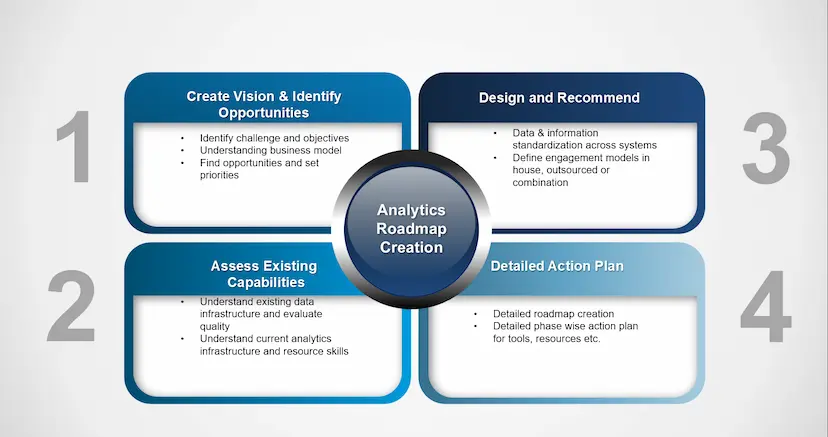 1
Create Vision & Identify
Opportunities
• Identify challenge and objectives
• Understanding business model
• Find opportunities and set
priorities
2
Assess Existing
Capabilities
• Understand existing data
infrastructure and evaluate
quality
• Understand current analytics
infrastructure and resource skills
Analytics
Roadmap
Creation
3
Design and Recommend
• Data & information
standardization across systems
• Define engagement models in
house, outsourced or
combination
4
Detailed Action Plan
• Detailed roadmap creation
• Detailed phase wise action plan
for tools, resources etc.